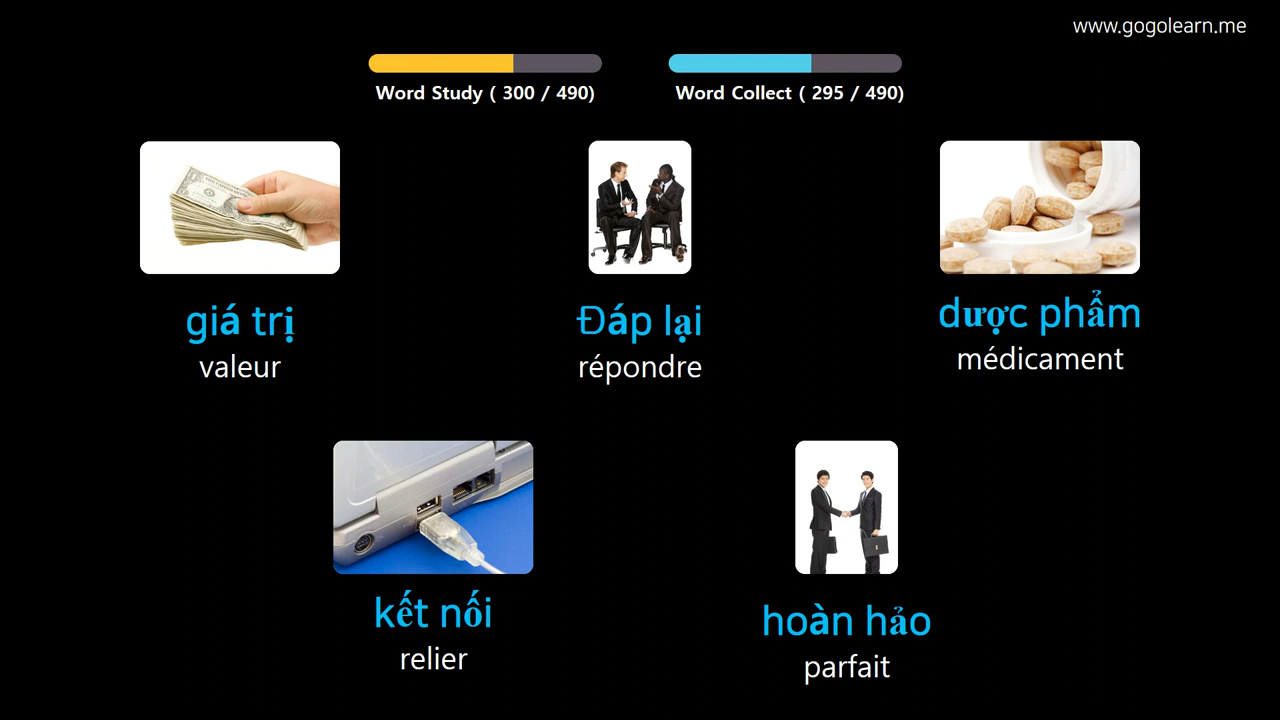 www.gogolearn.me
Word Study ( 300 / 490)
Word Collect ( 295 / 490)
giá trị
valeur
Đáp lại
répondre
dược phẩm
médicament
kết nối
relier
hoàn hảo
parfait